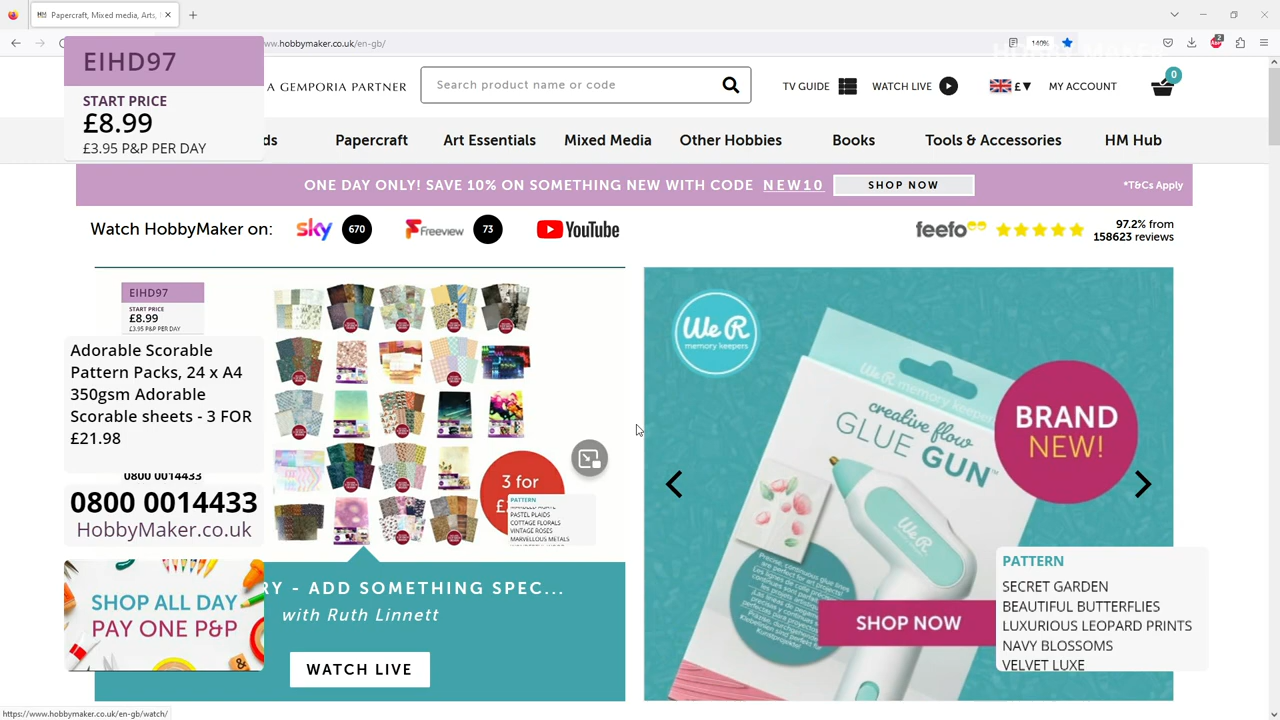 Papercraft, Mixed media, Arts,
www.hobbymaker.co.uk/en-gb/
140%
2
EIHD97
START PRICE
£8.99
£3.95 P&P PER DAY
A GEMPORIA PARTNER
Search product name or code
TV GUIDE
WATCH LIVE
£▼
MY ACCOUNT
0
ds
Papercraft
Art Essentials
Mixed Media
Other Hobbies
Books
Tools & Accessories
HM Hub
ONE DAY ONLY! SAVE 10% ON SOMETHING NEW WITH CODE NEW10
SHOP NOW
*T&Cs Apply
Watch HobbyMaker on:
sky
670
Freeview
73
YouTube
feefo
97.2% from
158623 reviews
EIHD97
START PRICE
£8.99
£3.95 P&P PER DAY
Adorable Scorable
Pattern Packs, 24 x A4
350gsm Adorable
Scorable sheets - 3 FOR
£21.98
0800 0014433
0800 0014433
HobbyMaker.co.uk
SHOP ALL DAY
PAY ONE P&P
3 for
£
PATTERN
PASTEL PLAIDS
COTTAGE FLORALS
VINTAGE ROSES
MARVELLOUS METALS
RY - ADD SOMETHING SPEC...
with Ruth Linnett
WATCH LIVE
We R
memory keepers
We R memory keepers
creative flow
GLUE GUN™
We R
BRAND
NEW!
SHOP NOW
PATTERN
SECRET GARDEN
BEAUTIFUL BUTTERFLIES
LUXURIOUS LEOPARD PRINTS
NAVY BLOSSOMS
VELVET LUXE
https://www.hobbymaker.co.uk/en-gb/watch/